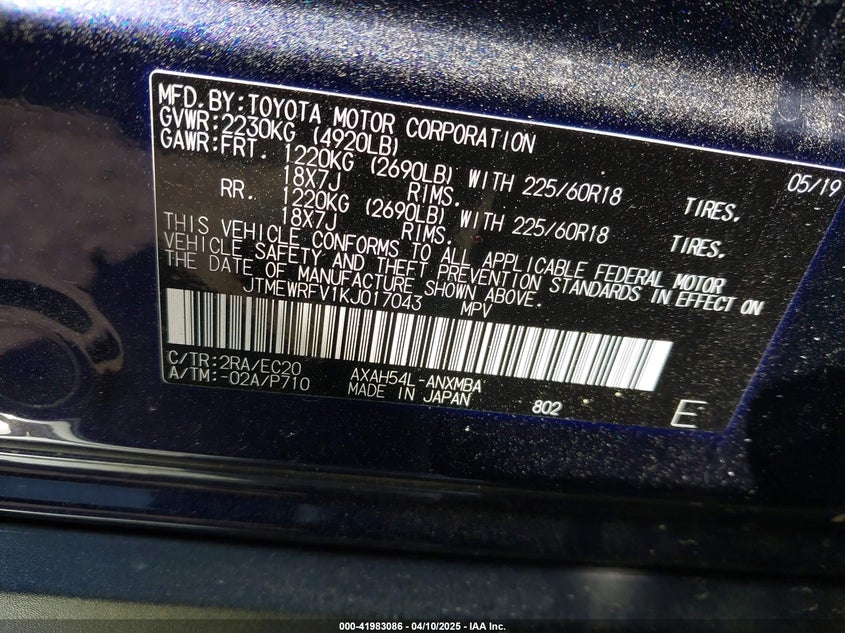 MFD.BY:TOYOTA MOTOR CORPORATION
GVWR:2230KG (4920LB) 05/19
GAWR:FRT. 1220KG (2690LB) WITH 225/60R18 TIRES.
18X7J RIMS.
RR. 1220KG (2690LB) WITH 225/60R18 TIRES.
18X7J RIMS.
THIS VEHICLE CONFORMS TO ALL APPLICABLE FEDERAL MOTOR
VEHICLE SAFETY AND THEFT PREVENTION STANDARDS IN EFFECT ON
THE DATE OF MANUFACTURE SHOWN ABOVE.
JTMEWRFV1KJ017043 MPV
C/TR:2RA/EC20 AXAH54L-ANXMBA
A/TM:-02A/P710 MADE IN JAPAN 802 E
000-41983086 - 04/10/2025 - IAA Inc.